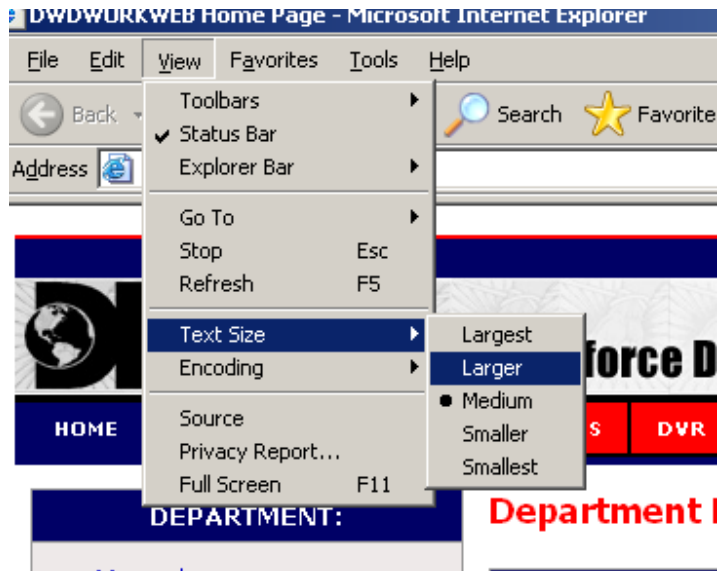 DWDWORKWEB Home Page - Microsoft Internet Explorer
File Edit View Favorites Tools Help
Back Search Favorite
Address
Toolbars
Status Bar
Explorer Bar
Go To
Stop Esc
Refresh F5
Text Size
Encoding
Source
Privacy Report...
Full Screen F11
Largest
Larger
Medium
Smaller
Smallest
force D
HOME S DVR
DEPARTMENT:
Department